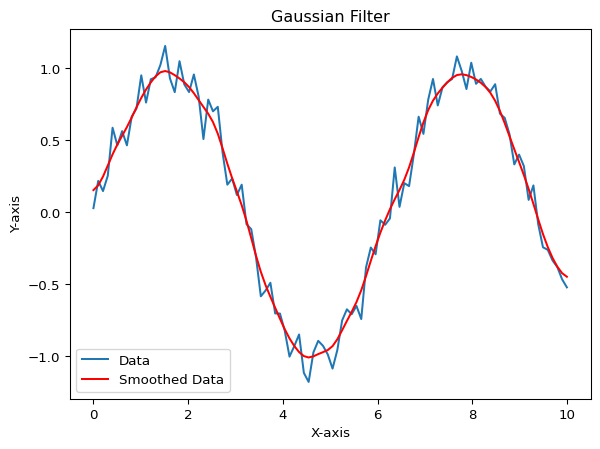 Gaussian Filter
Y-axis
1.0
0.5
0.0
−0.5
−1.0
Data
Smoothed Data
0 2 4 6 8 10
X-axis